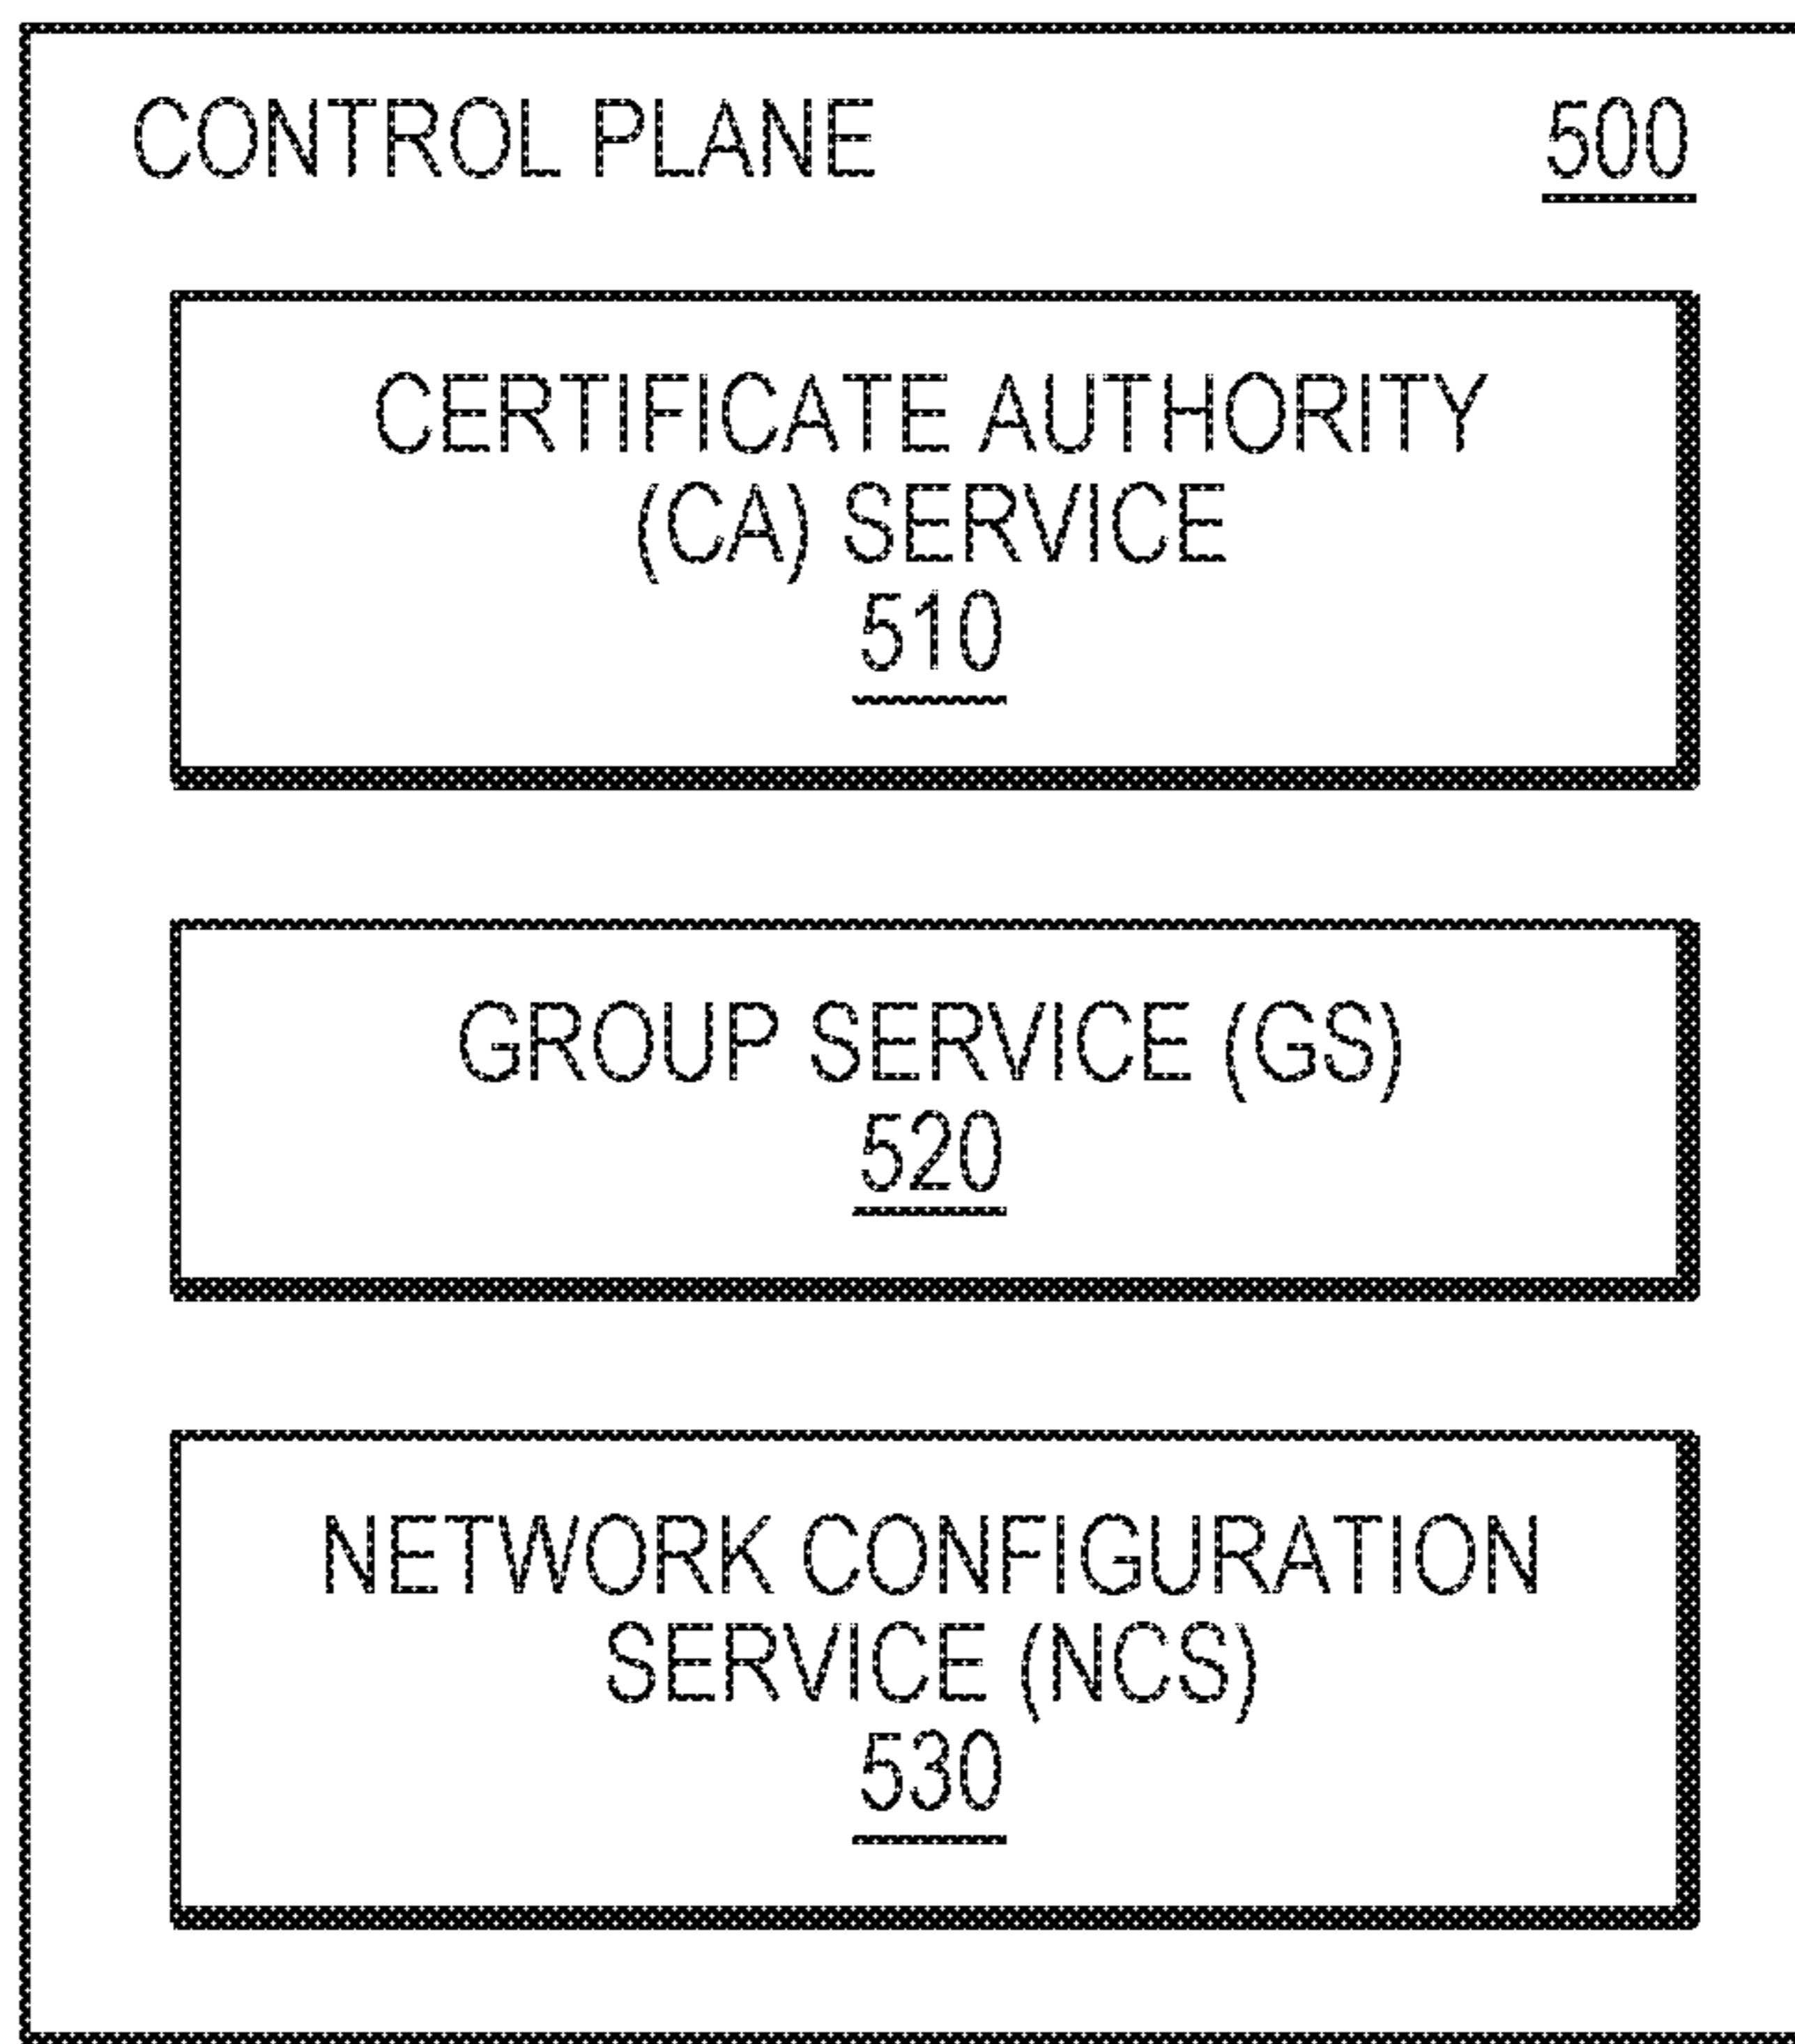 CONTROL PLANE 500
CERTIFICATE AUTHORITY
(CA) SERVICE
510
GROUP SERVICE (GS)
520
NETWORK CONFIGURATION
SERVICE (NCS)
530